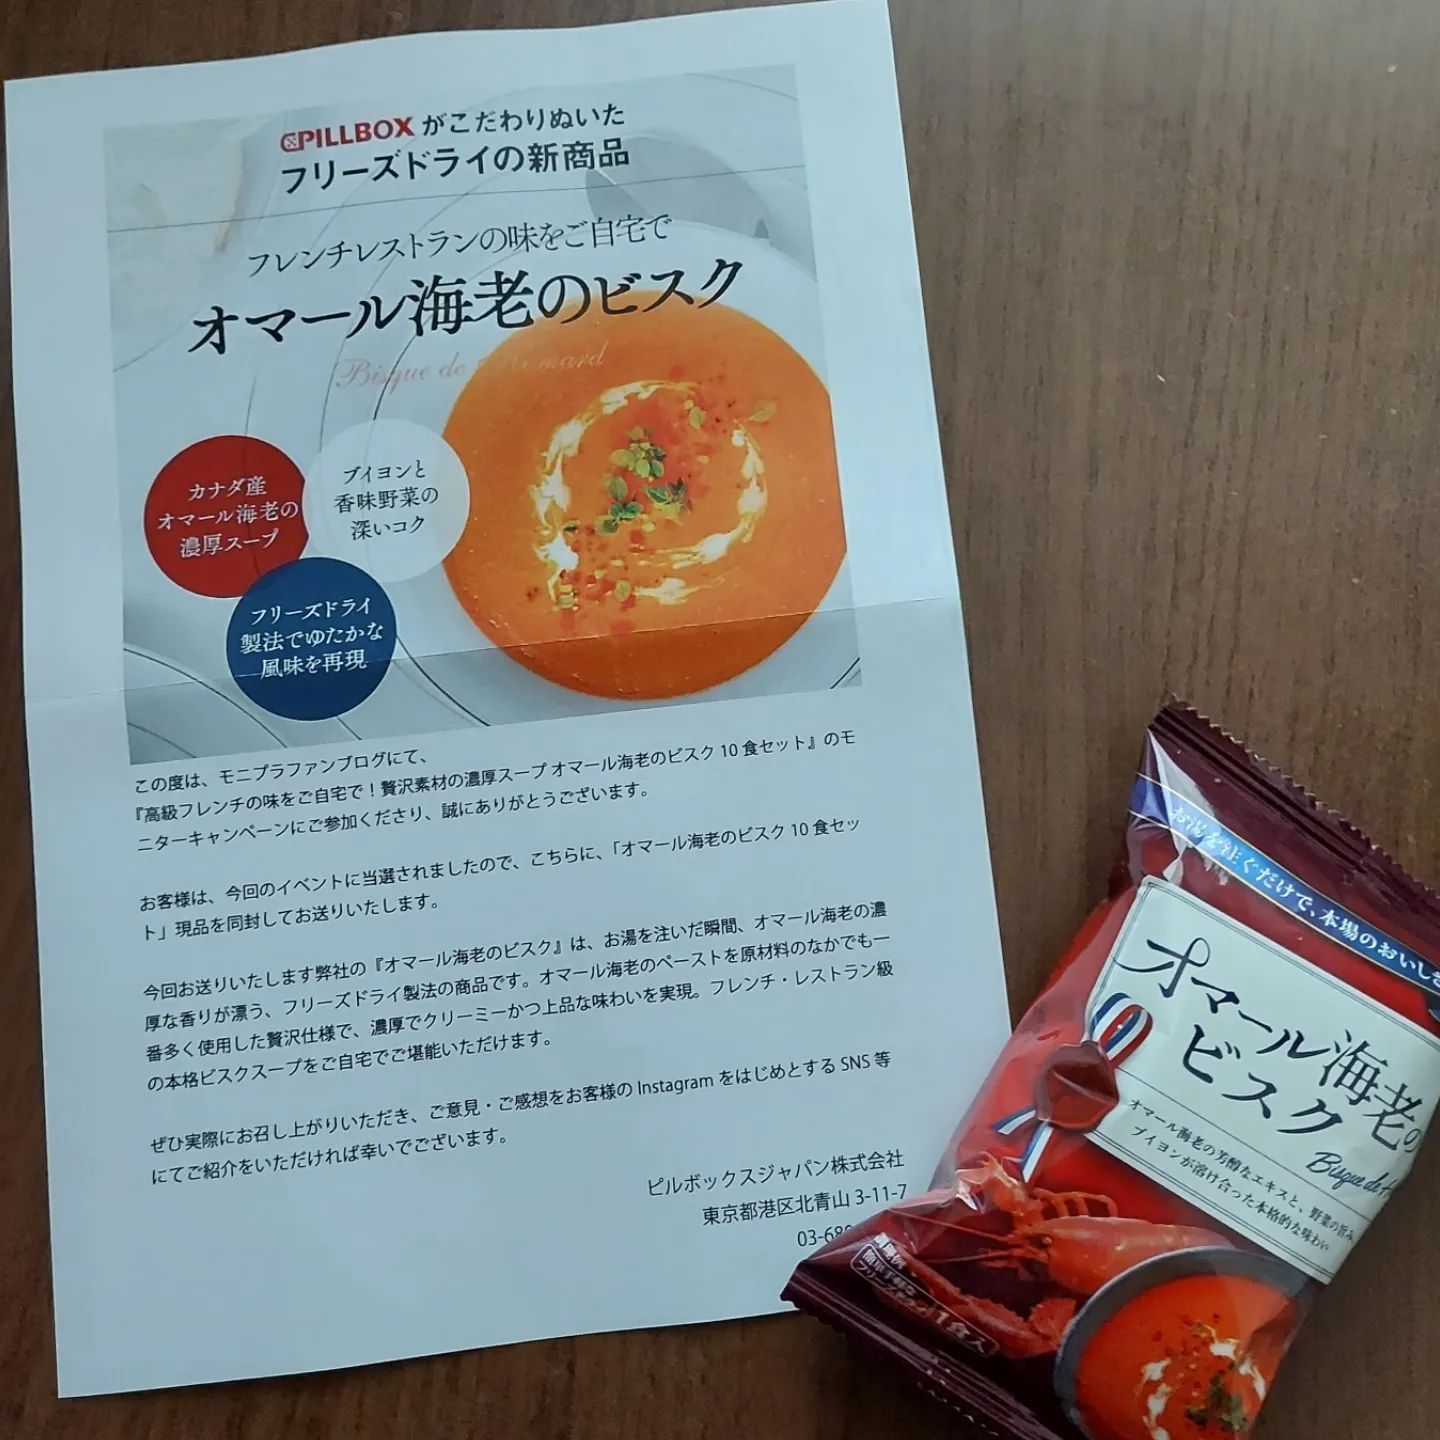 PILLBOX がこだわりぬいた
フリーズドライの新商品
フレンチレストランの味をご自宅で
オマール海老のビスク
Bisque de Homard
カナダ産
オマール海老の
濃厚スープ
ブイヨンと
香味野菜の
深いコク
フリーズドライ
製法でゆたかな
風味を再現
この度は、モニプラファンブログにて、
『高級フレンチの味をご自宅で！贅沢素材の濃厚スープ オマール海老のビスク 10 食セット』のモ
ニターキャンペーンにご参加くださり、誠にありがとうございます。
お客様は、今回のイベントに当選されましたので、こちらに、「オマール海老のビスク 10 食セッ
ト」現品を同封してお送りいたします。
今回お送りいたします弊社の『オマール海老のビスク』は、お湯を注いだ瞬間、オマール海老の濃
厚な香りが漂う、フリーズドライ製法の商品です。オマール海老のペーストを原材料のなかでも一
番多く使用した贅沢仕様で、濃厚でクリーミーかつ上品な味わいを実現。フレンチ・レストラン級
の本格ビスクスープをご自宅でご堪能いただけます。
ぜひ実際にお召し上がりいただき、ご意見・ご感想をお客様の Instagram をはじめとする SNS 等
にてご紹介をいただければ幸いでございます。
ピルボックスジャパン株式会社
東京都港区北青山 3-11-7
03-68
お湯を注ぐだけで、本場のおいしさ
オマール海老の
ビスク
Bisque de H
オマール海老の芳醇なエキスと、野菜の旨み
ブイヨンが溶け合った本格的な味わい
調理例
簡単手軽な
フリーズドライ
1食入